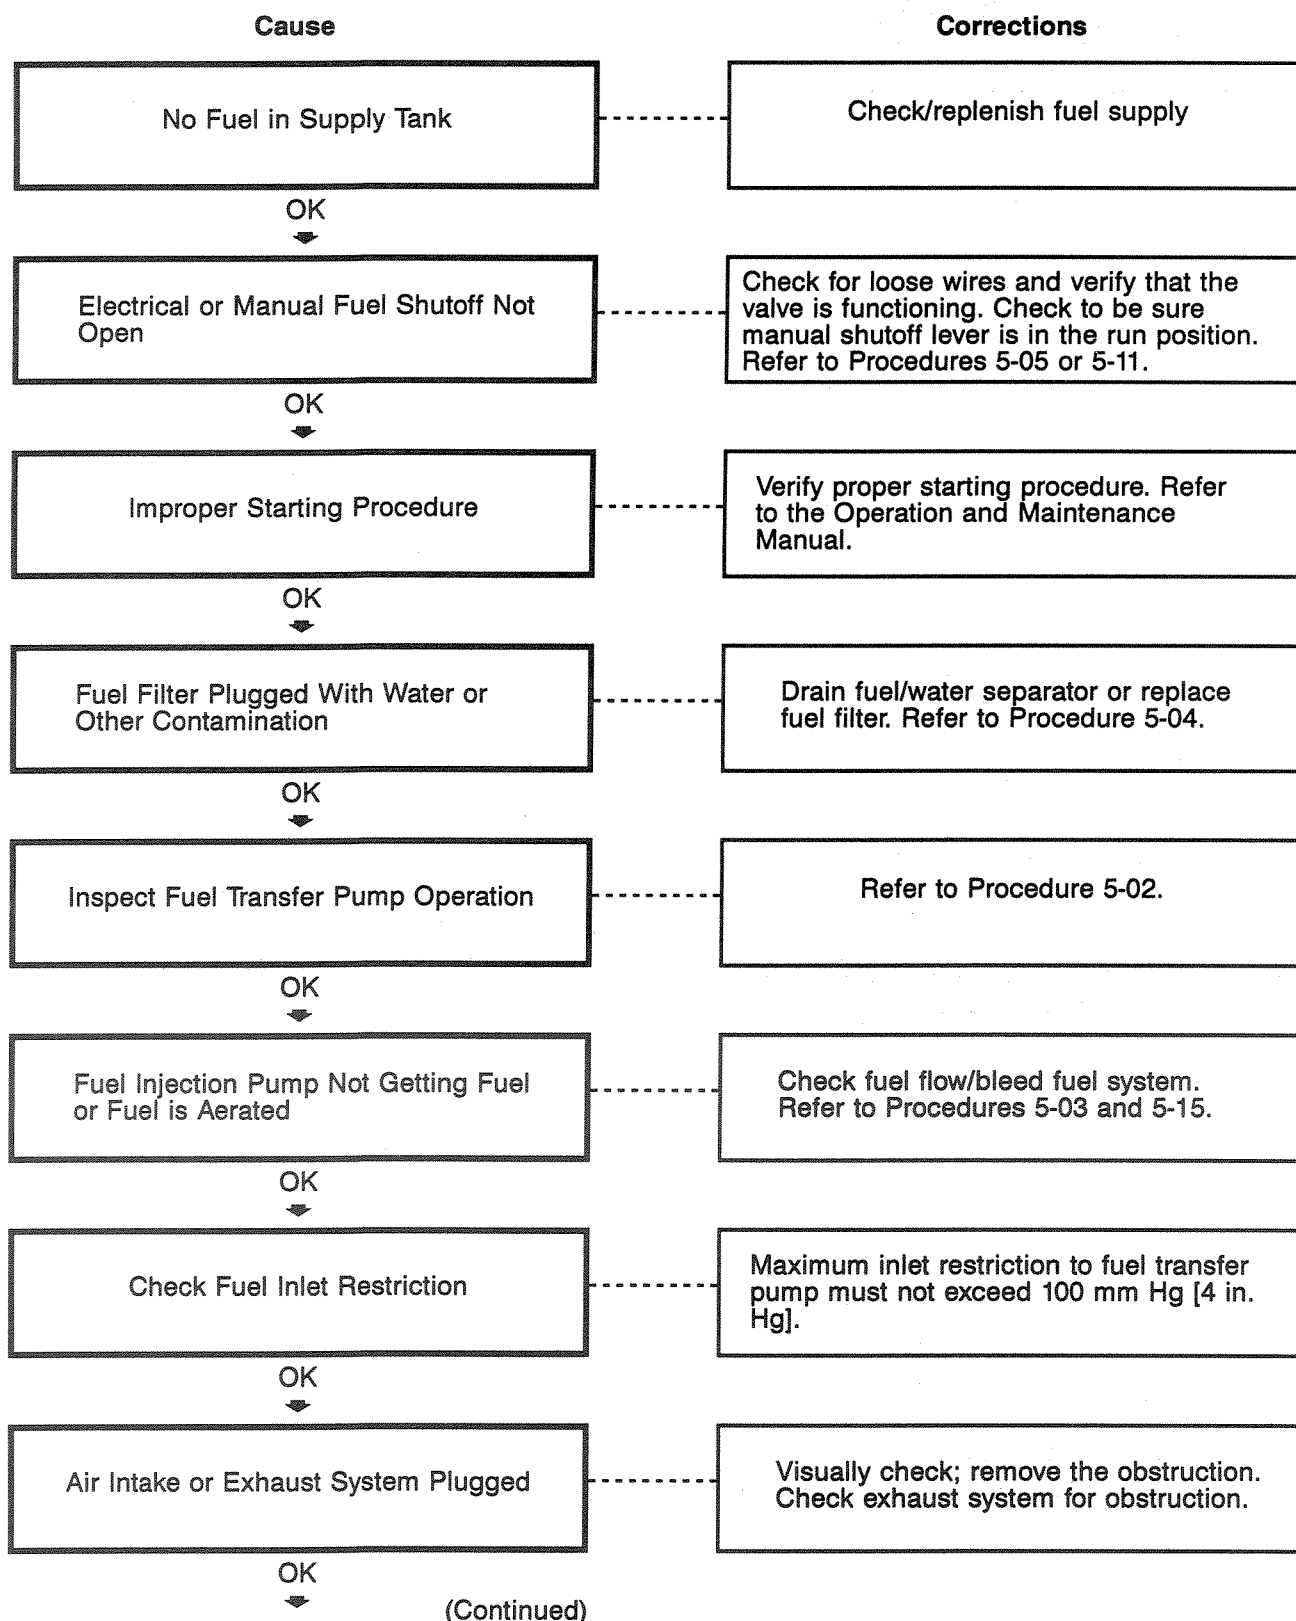 Cause
Corrections
No Fuel in Supply Tank
Check/replenish fuel supply
OK
Electrical or Manual Fuel Shutoff Not
Open
Check for loose wires and verify that the
valve is functioning. Check to be sure
manual shutoff lever is in the run position.
Refer to Procedures 5-05 or 5-11.
OK
Improper Starting Procedure
Verify proper starting procedure. Refer
to the Operation and Maintenance
Manual.
OK
Fuel Filter Plugged With Water or
Other Contamination
Drain fuel/water separator or replace
fuel filter. Refer to Procedure 5-04.
OK
Inspect Fuel Transfer Pump Operation
Refer to Procedure 5-02.
OK
Fuel Injection Pump Not Getting Fuel
or Fuel is Aerated
Check fuel flow/bleed fuel system.
Refer to Procedures 5-03 and 5-15.
OK
Check Fuel Inlet Restriction
Maximum inlet restriction to fuel transfer
pump must not exceed 100 mm Hg [4 in.
Hg].
OK
Air Intake or Exhaust System Plugged
Visually check; remove the obstruction.
Check exhaust system for obstruction.
OK
(Continued)